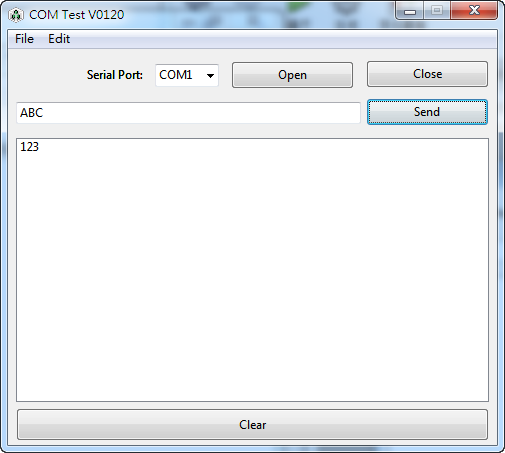 COM Test V0120
File Edit
Serial Port: COM1 Open Close
ABC Send
123
Clear